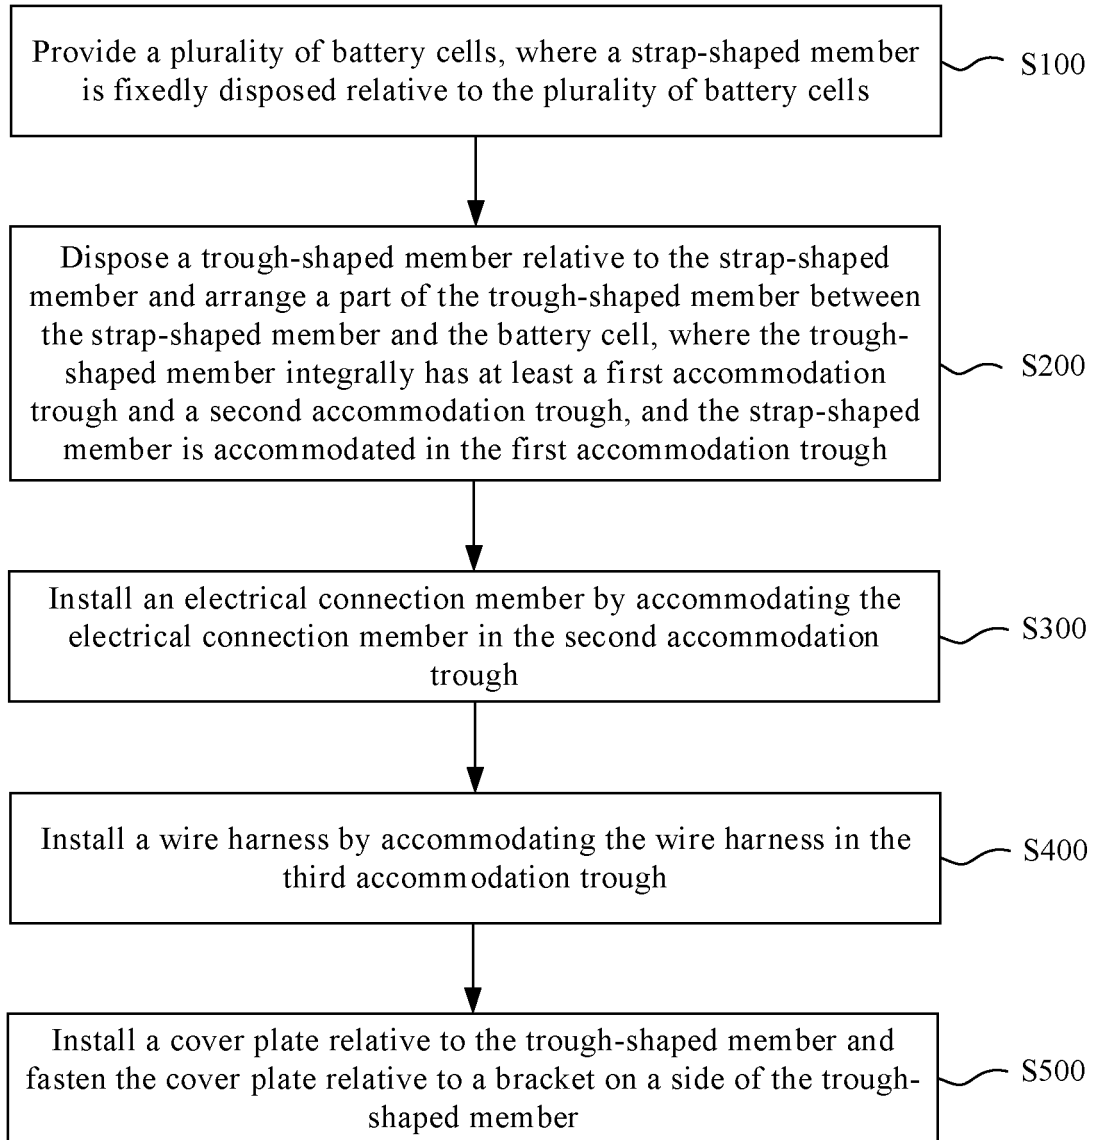 Provide a plurality of battery cells, where a strap-shaped member
is fixedly disposed relative to the plurality of battery cells
S100
Dispose a trough-shaped member relative to the strap-shaped
member and arrange a part of the trough-shaped member between
the strap-shaped member and the battery cell, where the trough-
shaped member integrally has at least a first accommodation
trough and a second accommodation trough, and the strap-shaped
member is accommodated in the first accommodation trough
S200
Install an electrical connection member by accommodating the
electrical connection member in the second accommodation
trough
S300
Install a wire harness by accommodating the wire harness in the
third accommodation trough
S400
Install a cover plate relative to the trough-shaped member and
fasten the cover plate relative to a bracket on a side of the trough-
shaped member
S500